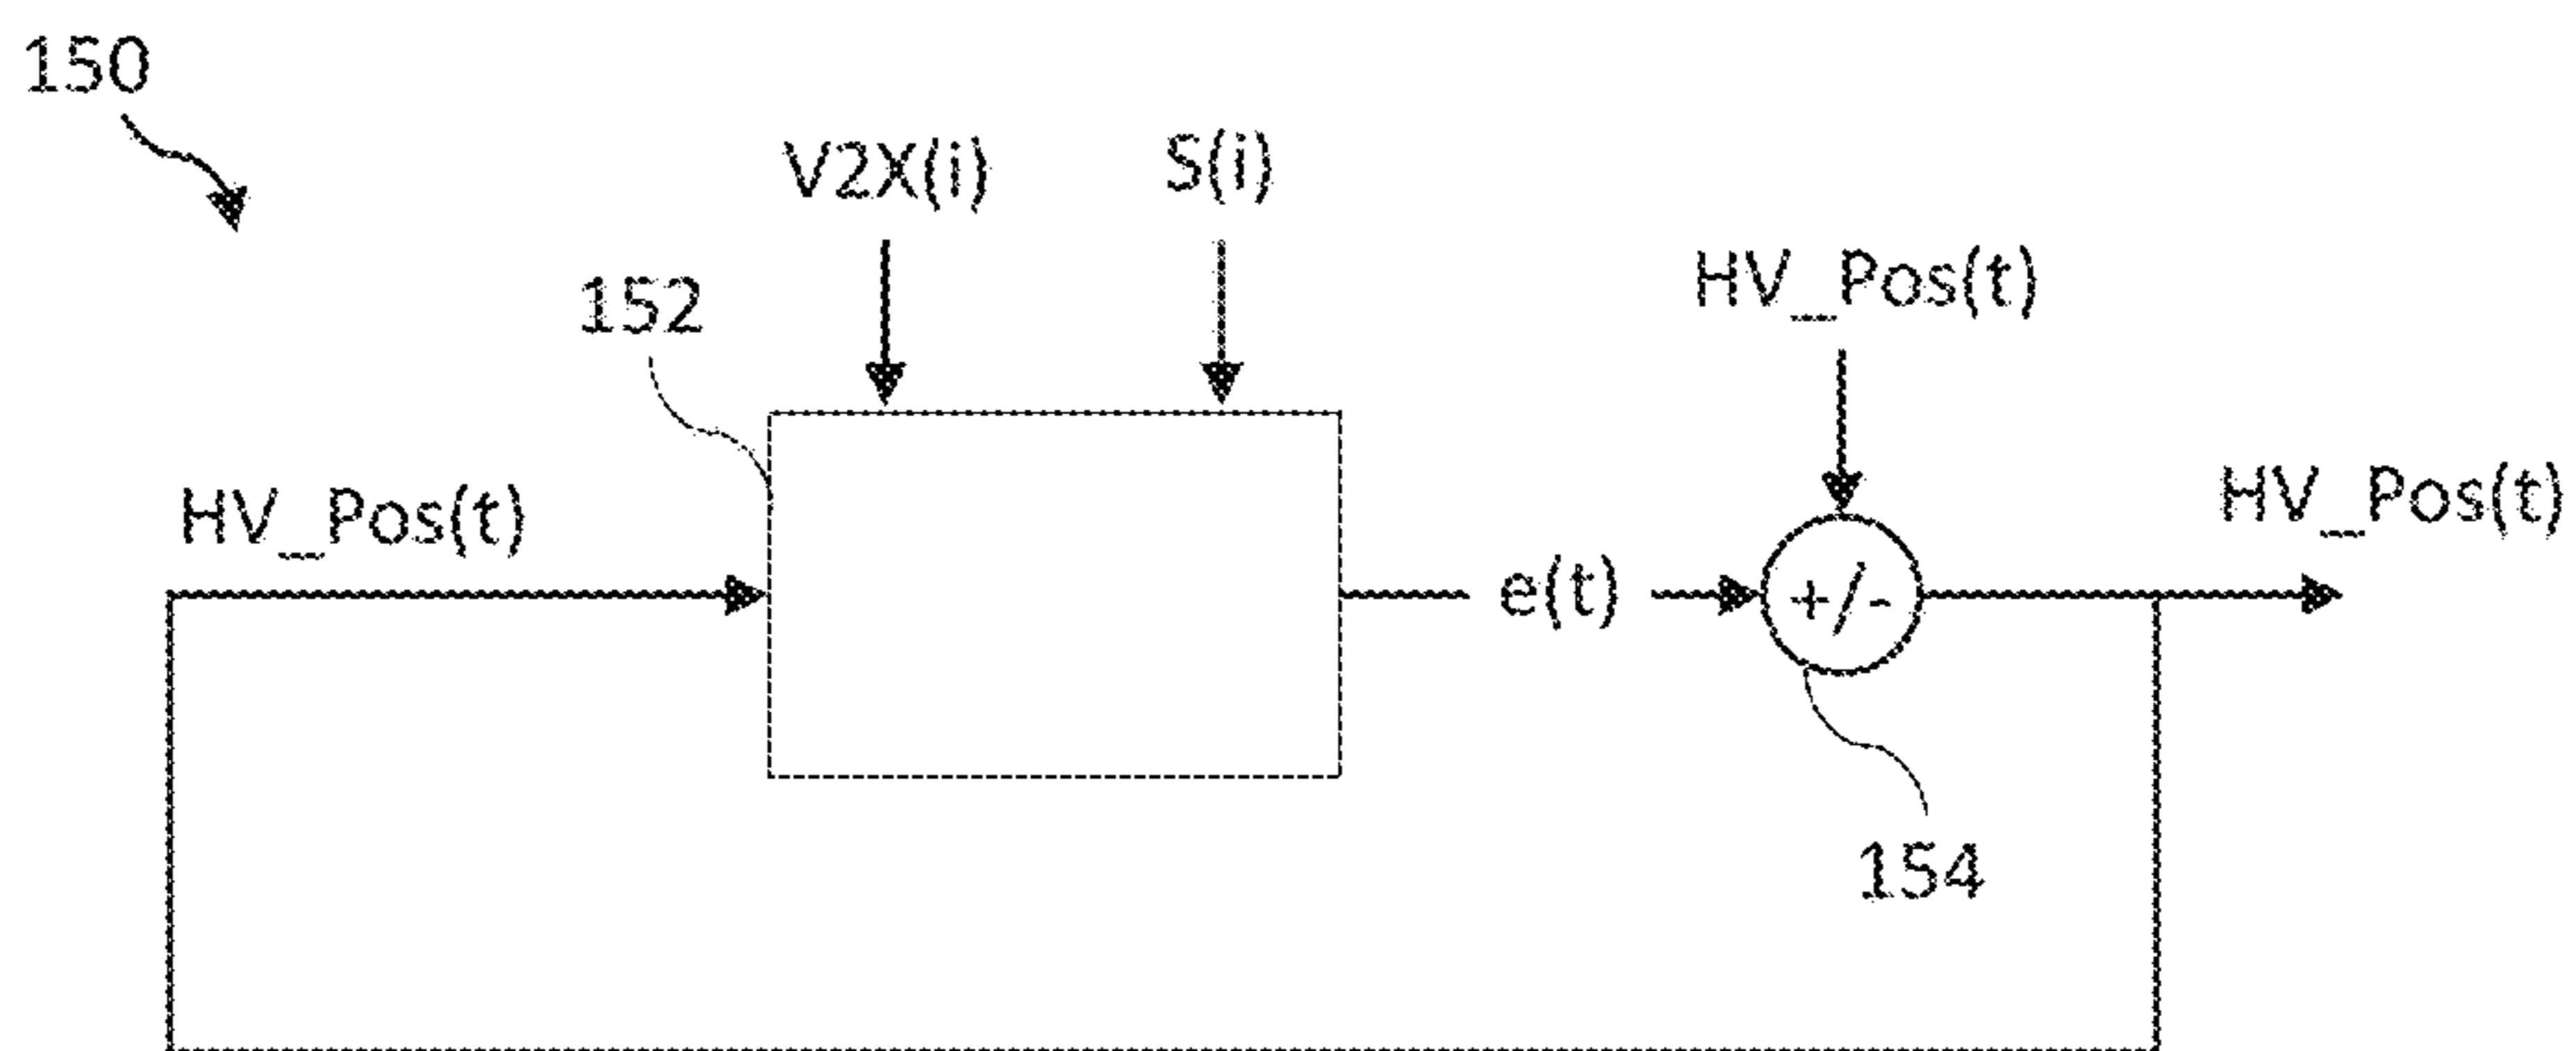 150
V2X(i)
S(i)
HV_Pos(t)
152
HV_Pos(t)
HV_Pos(t)
e(t)
+/-
154